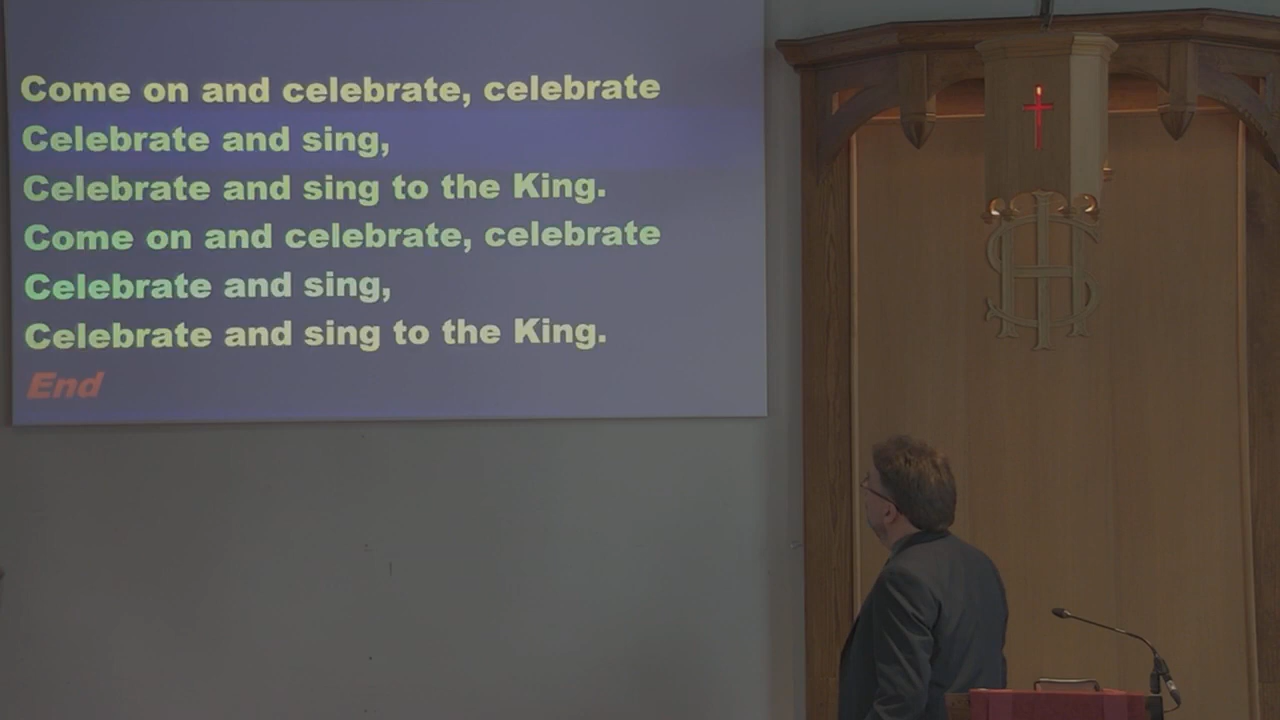 Come on and celebrate, celebrate
Celebrate and sing,
Celebrate and sing to the King.
Come on and celebrate, celebrate
Celebrate and sing,
Celebrate and sing to the King.
End
IHS